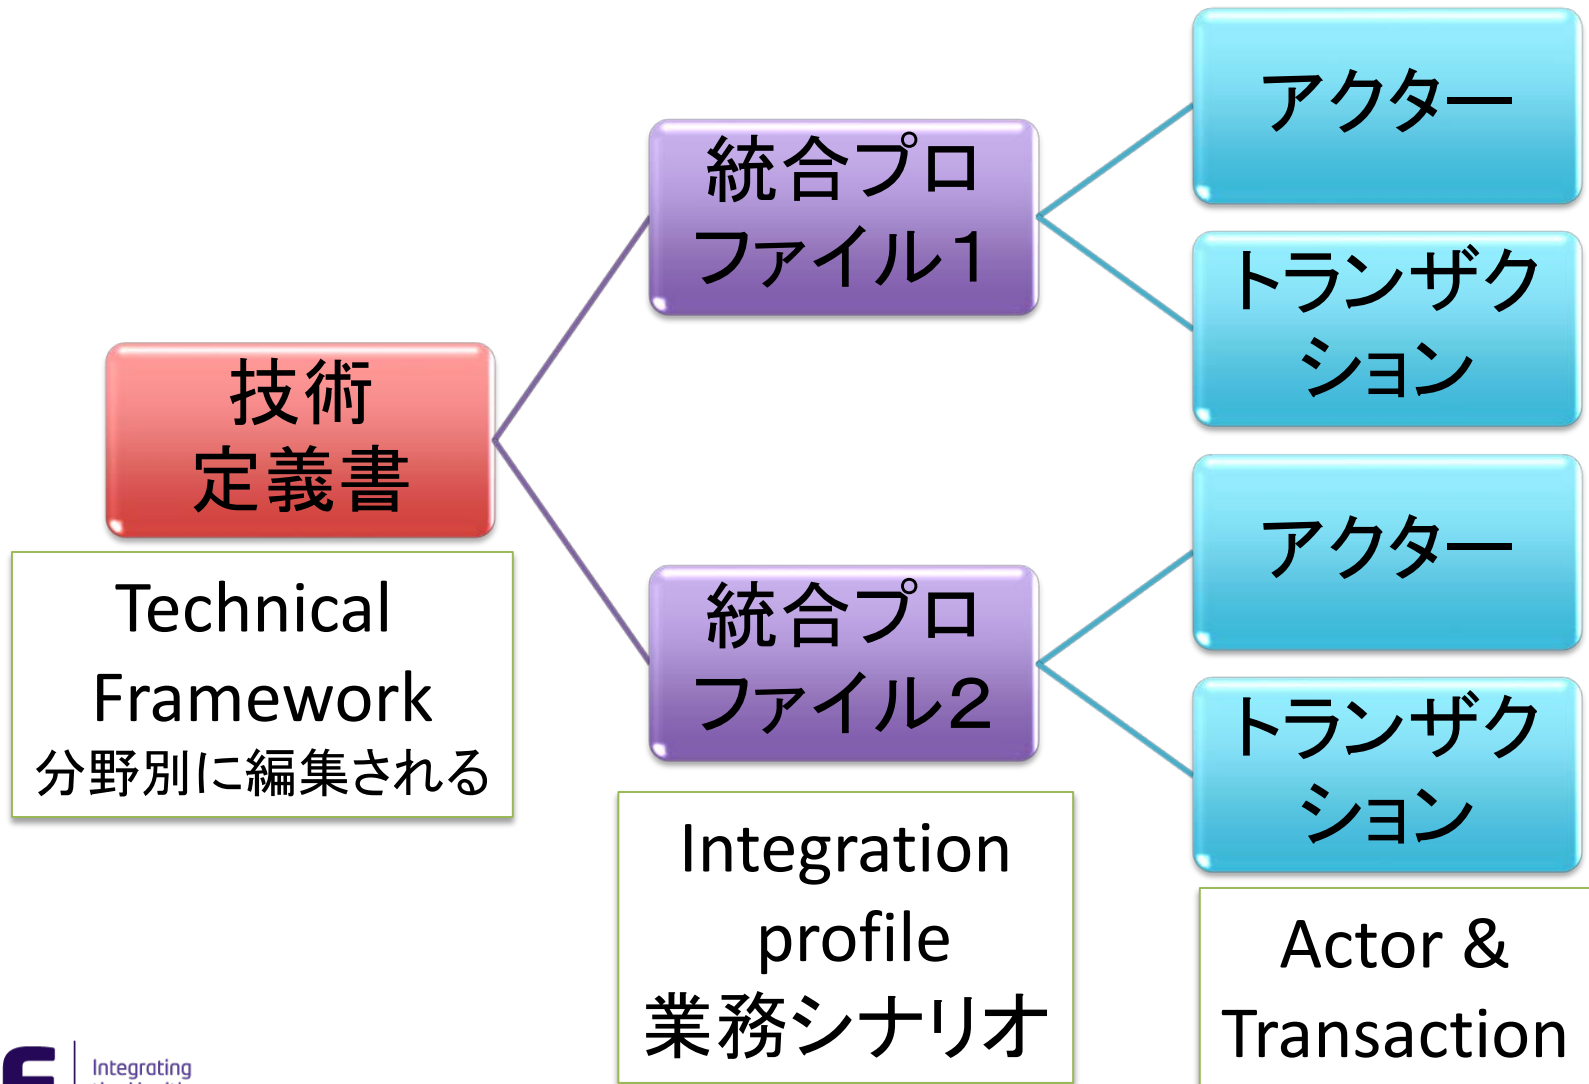 技術
定義書
Technical
Framework
分野別に編集される
統合プロ
ファイル１
統合プロ
ファイル２
Integration
profile
業務シナリオ
アクター
トランザク
ション
アクター
トランザク
ション
Actor &
Transaction
Integrating